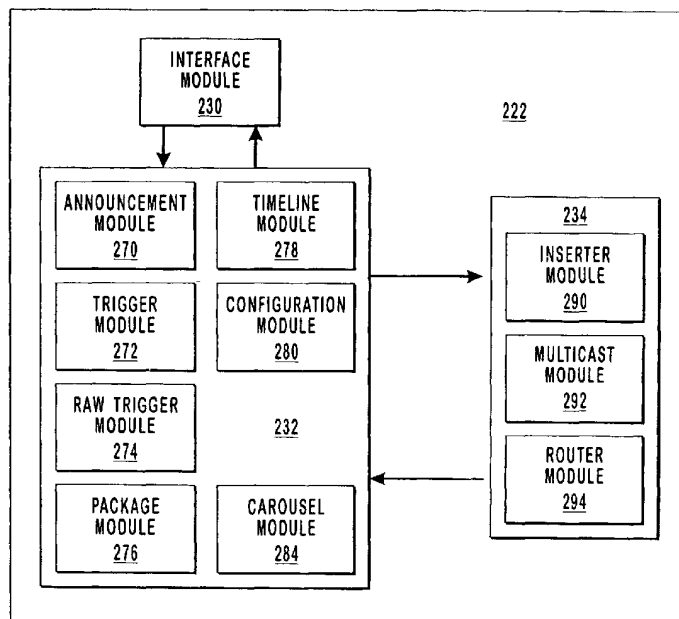 INTERFACE
MODULE
230
222
ANNOUNCEMENT
MODULE
270
TIMELINE
MODULE
278
TRIGGER
MODULE
272
CONFIGURATION
MODULE
280
RAW TRIGGER
MODULE
274
232
PACKAGE
MODULE
276
CAROUSEL
MODULE
284
234
INSERTER
MODULE
290
MULTICAST
MODULE
292
ROUTER
MODULE
294